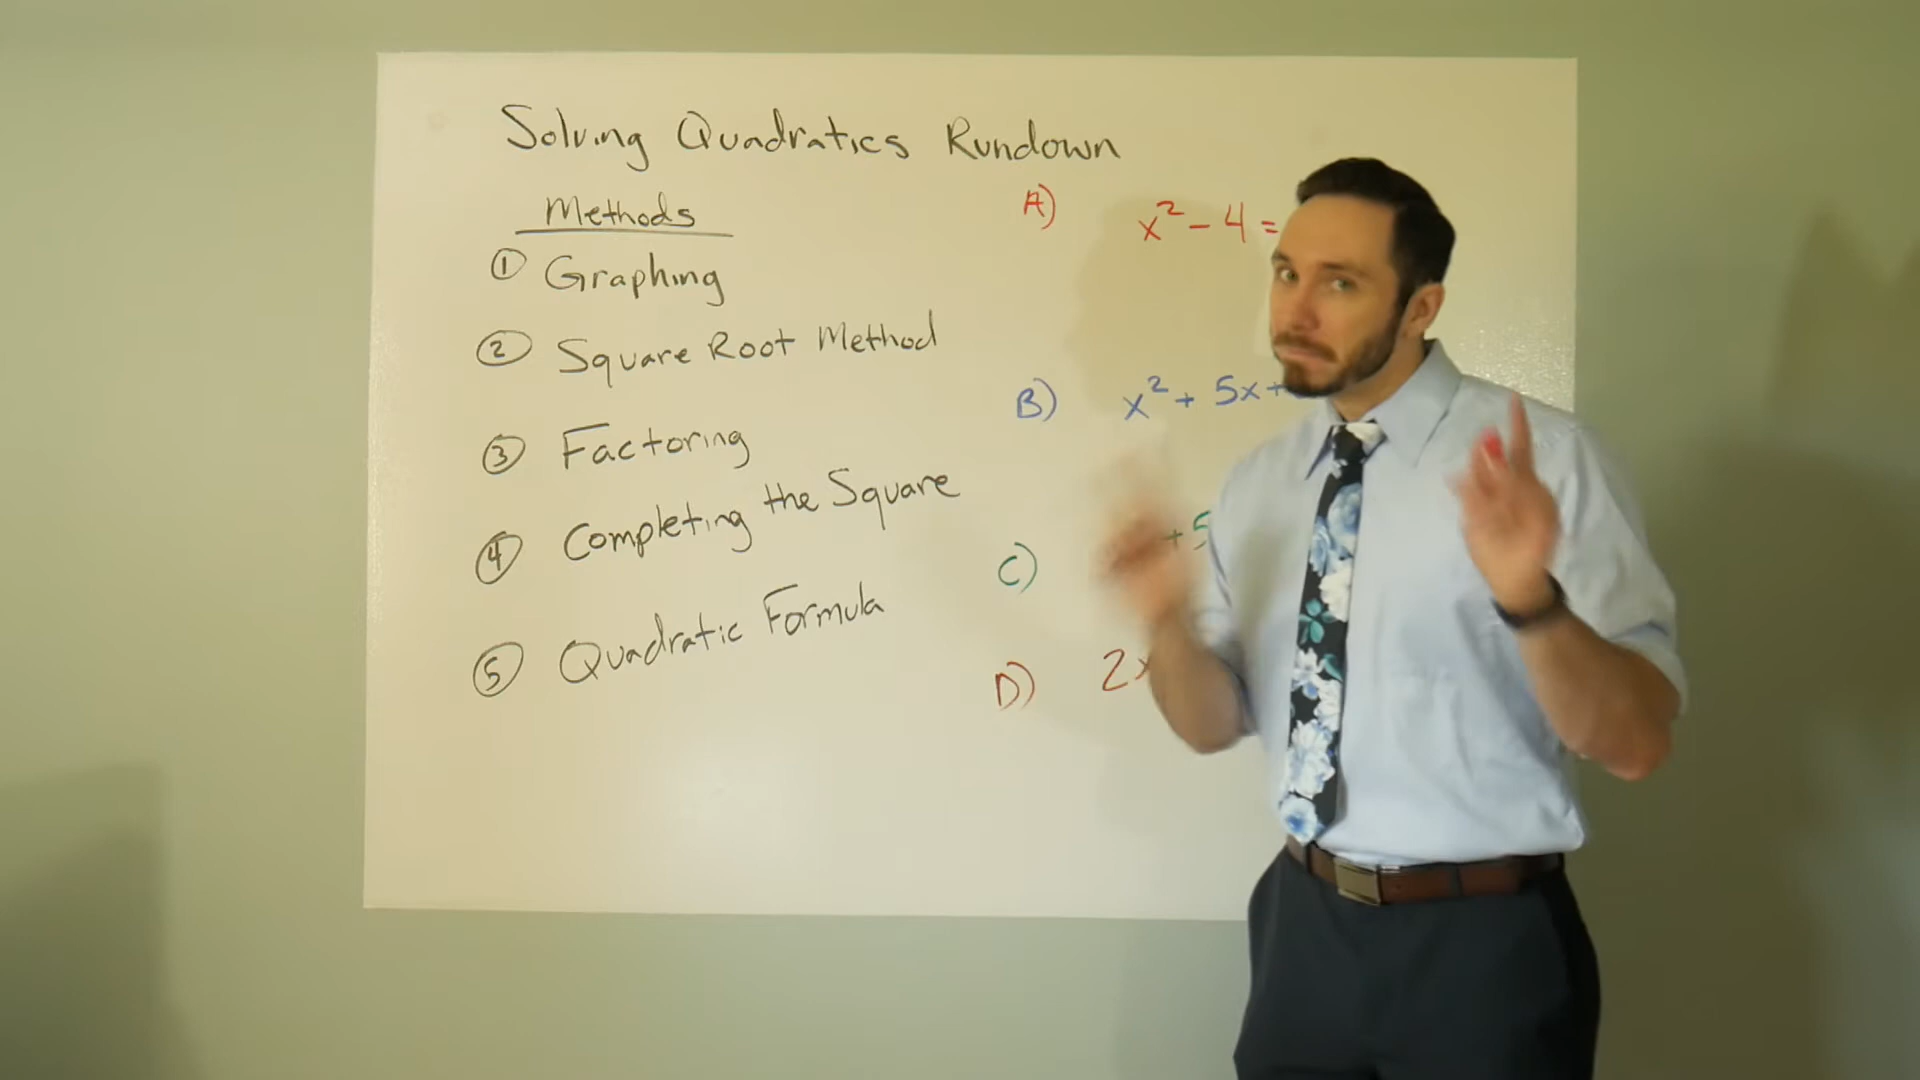 Solving Quadratics Rundown
Methods
① Graphing
② Square Root Method
③ Factoring
④ Completing the Square
⑤ Quadratic Formula
A) x² - 4 =
B) x² + 5x +
C) + 5
D) 2x